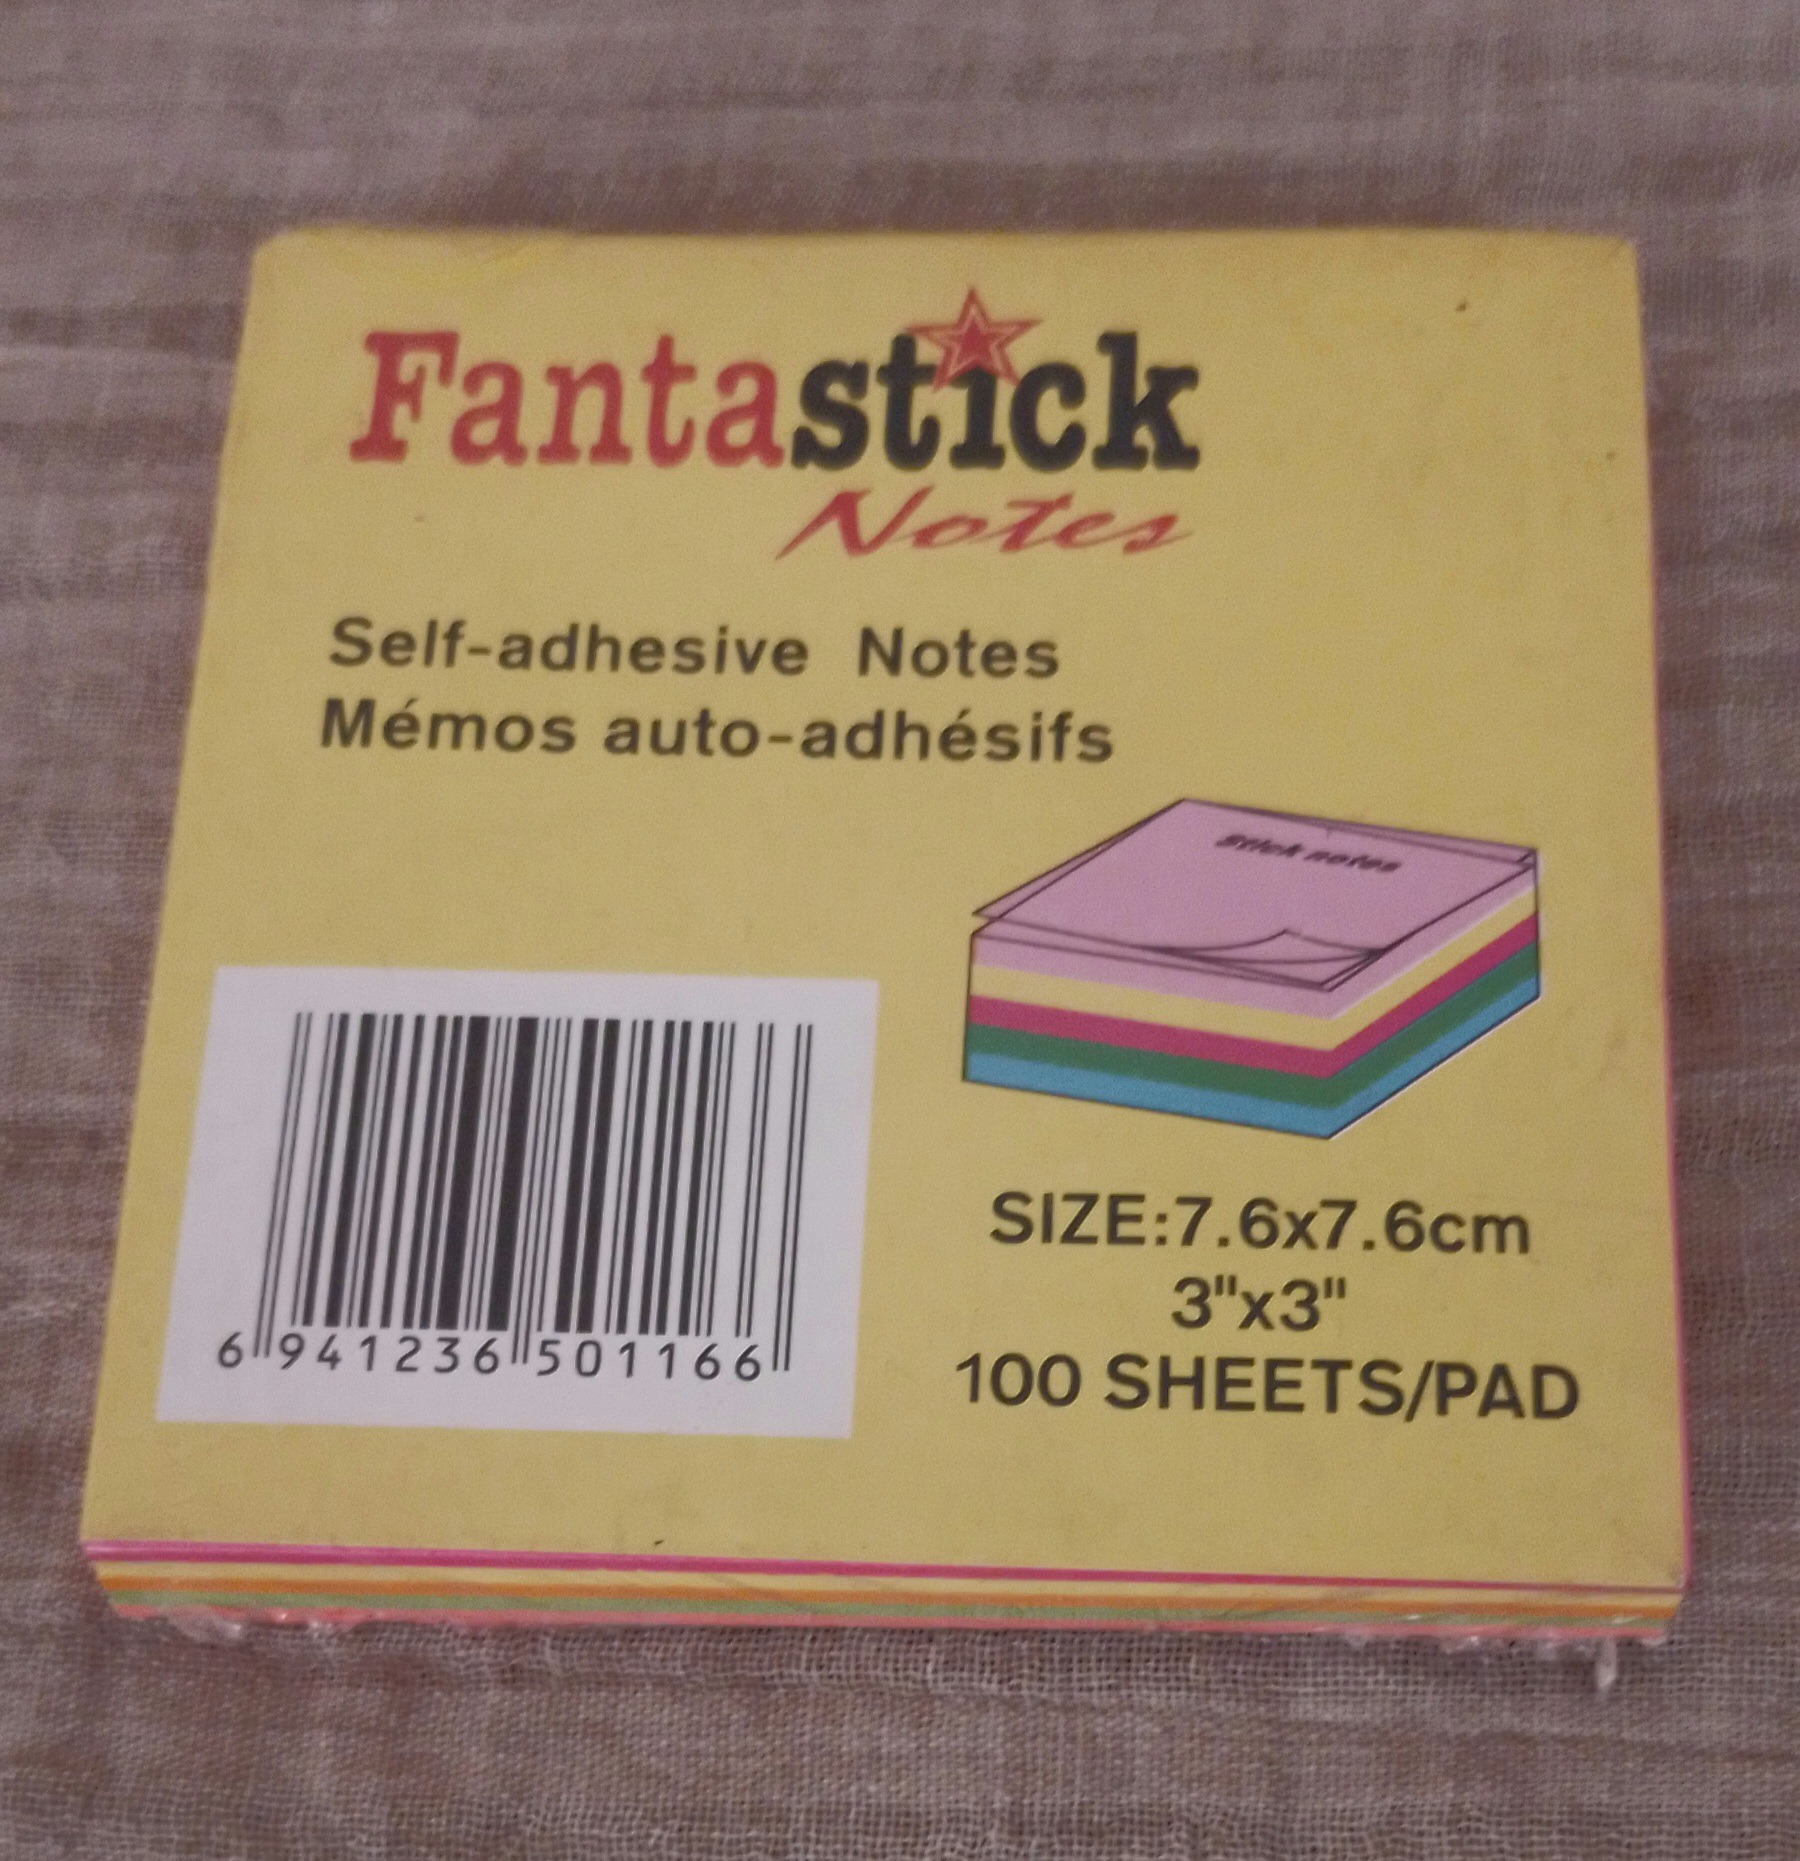 Fantastick
Notes
Self-adhesive Notes
Mémos auto-adhésifs
Stick notes
SIZE:7.6x7.6cm
3"x3"
100 SHEETS/PAD
6 941236 501166